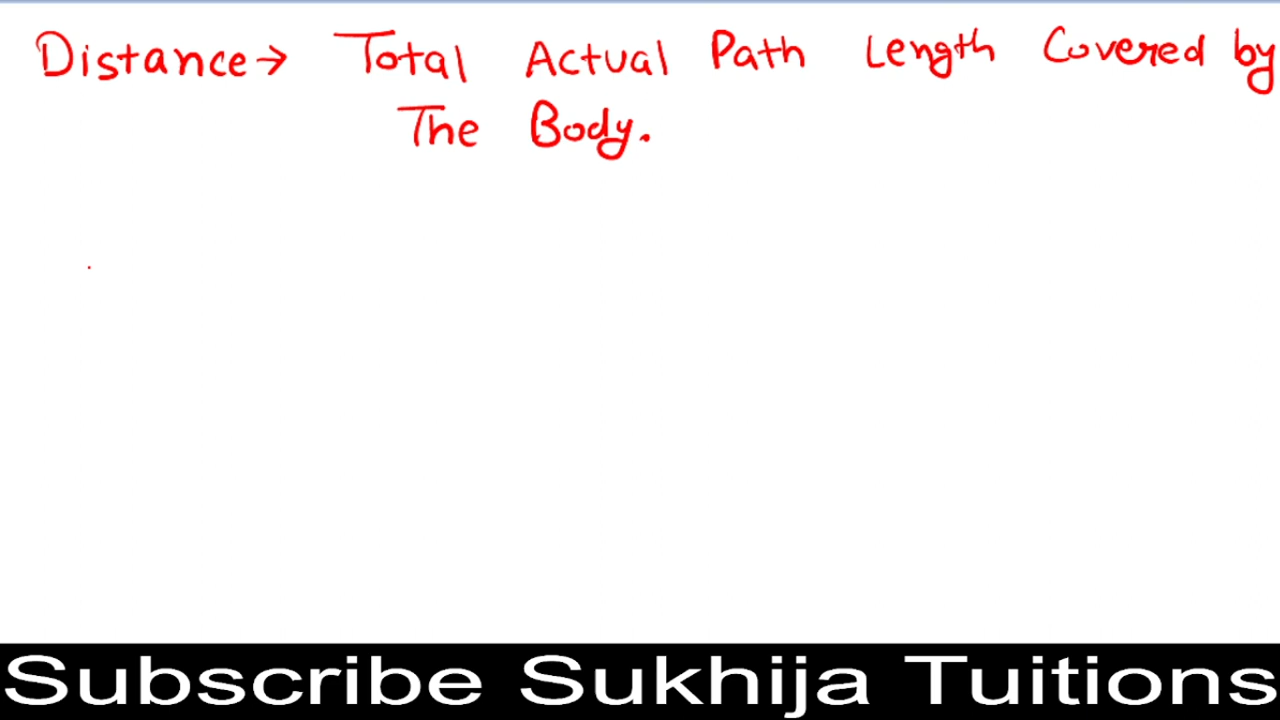 Distance→ Total Actual Path Length Covered by
The Body.
Subscribe Sukhija Tuitions